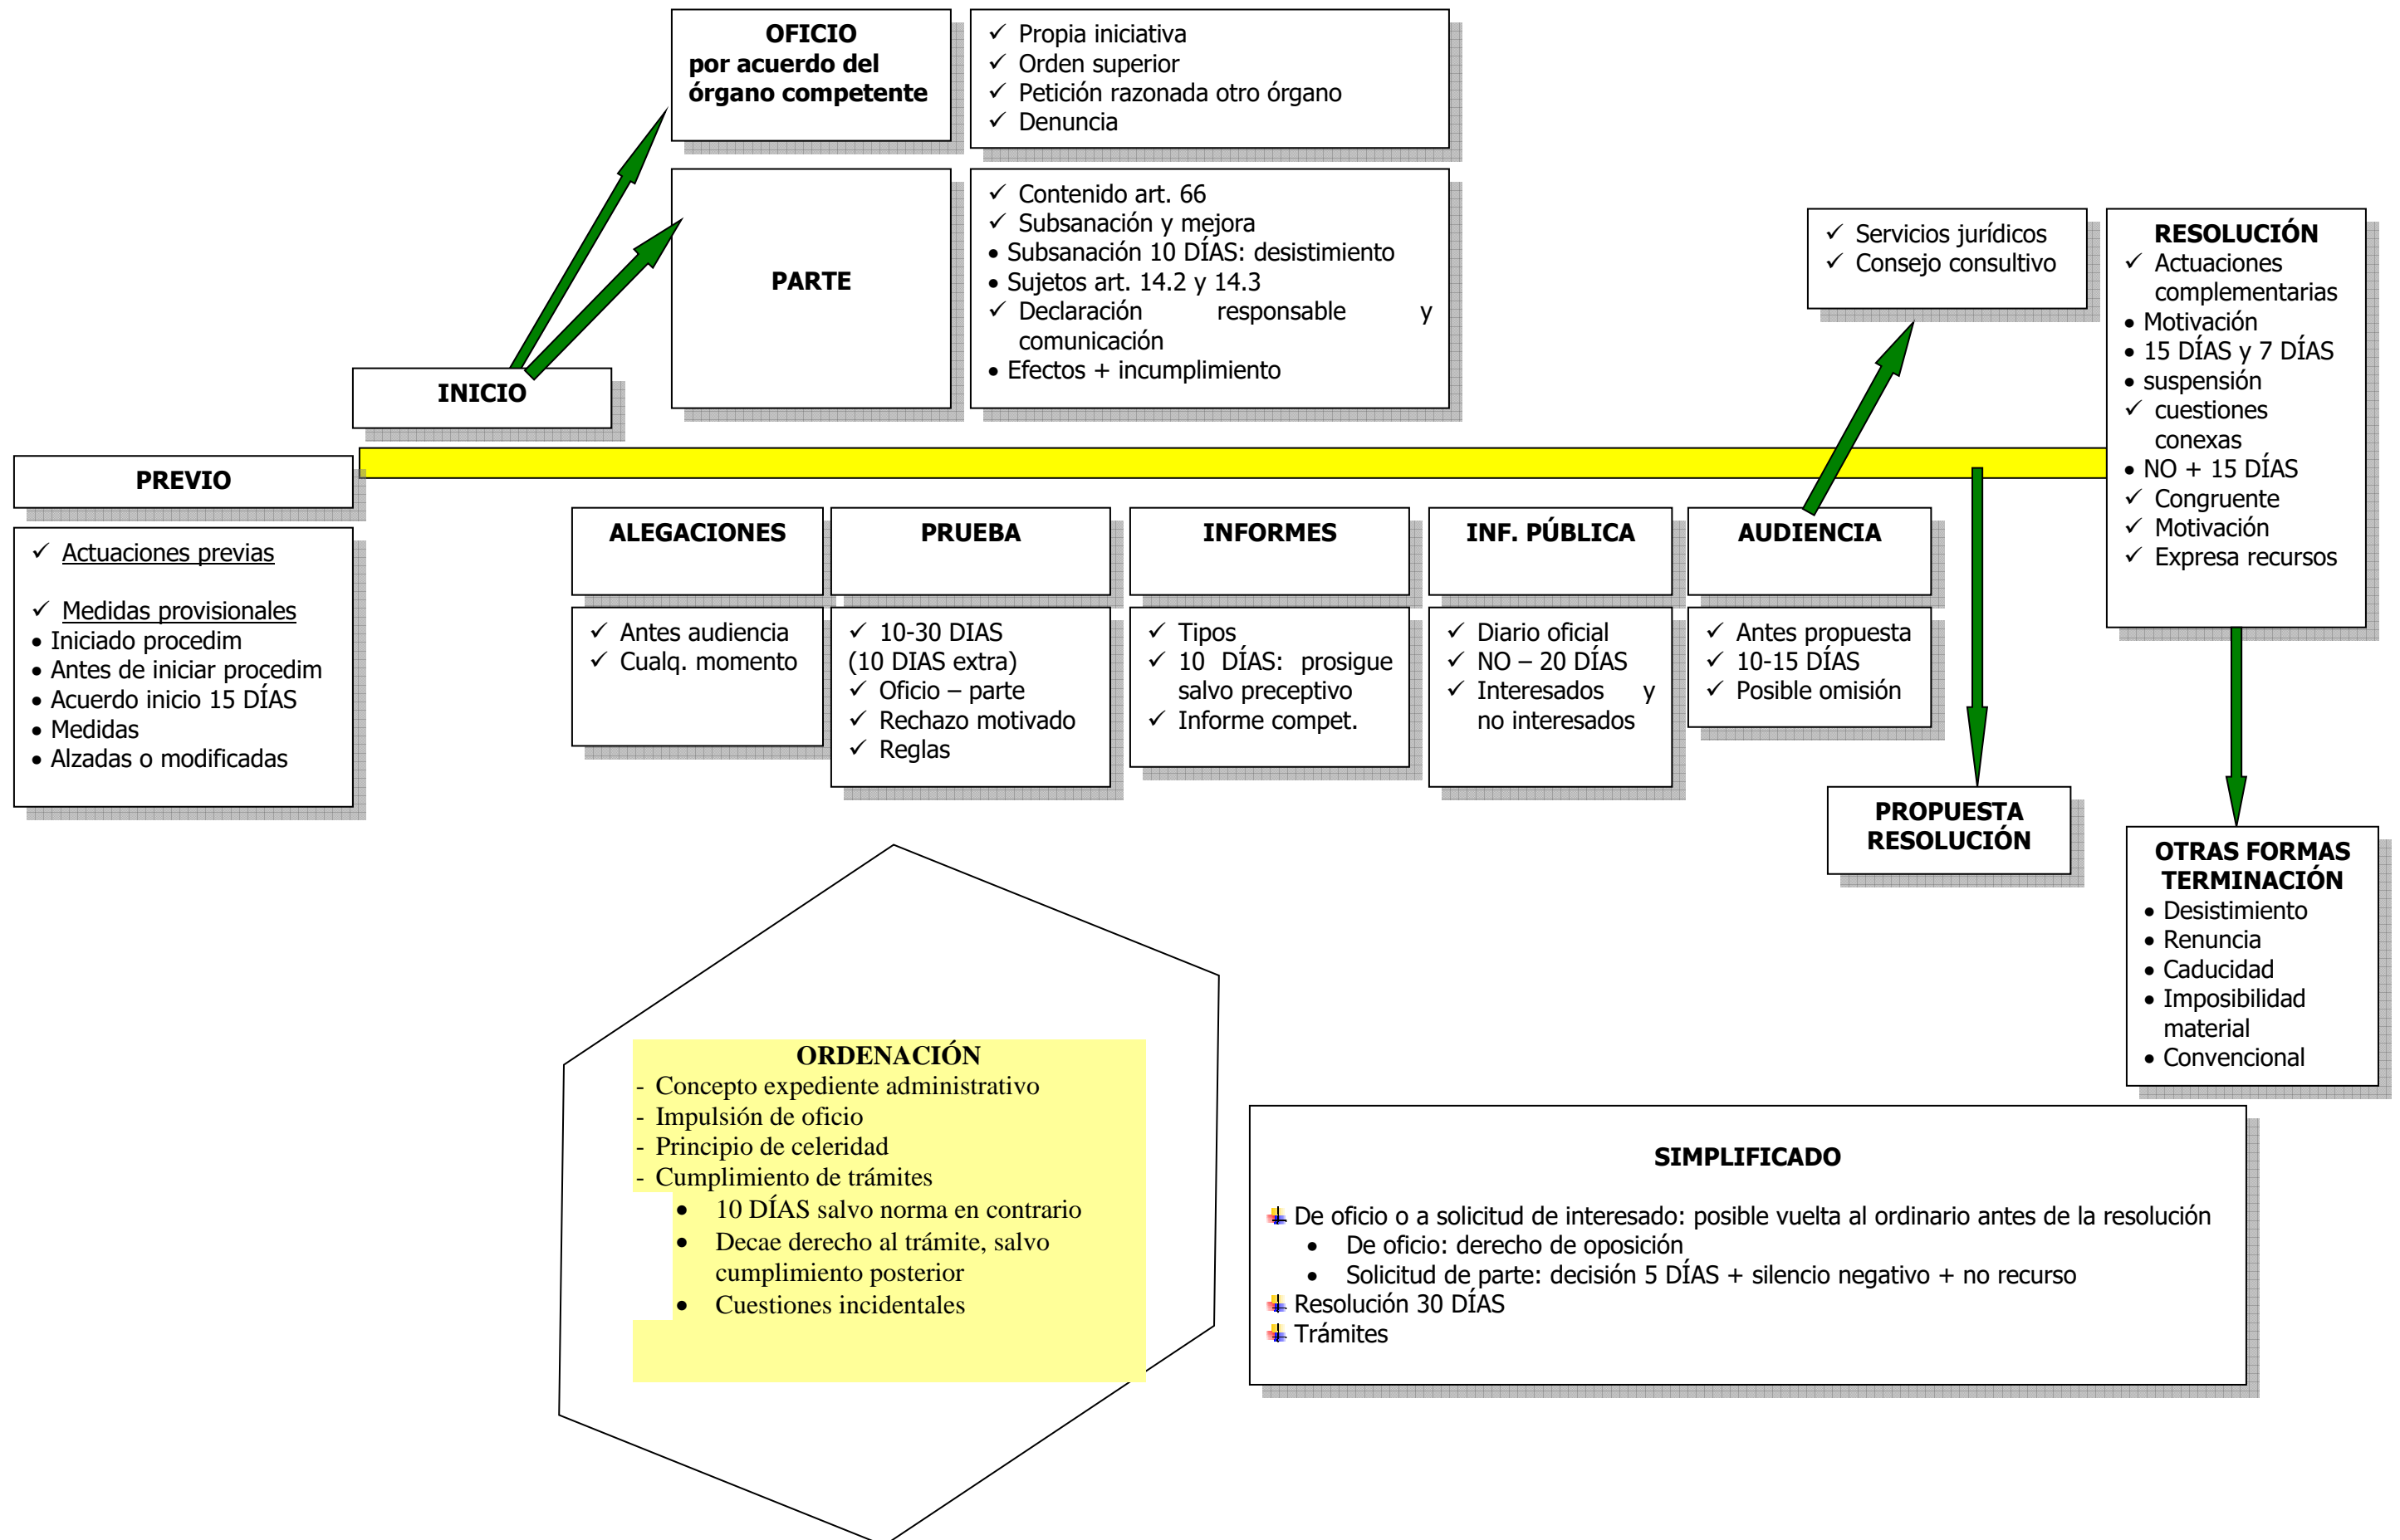 OFICIO
por acuerdo del
órgano competente
✓ Propia iniciativa
✓ Orden superior
✓ Petición razonada otro órgano
✓ Denuncia
PARTE
✓ Contenido art. 66
✓ Subsanación y mejora
• Subsanación 10 DÍAS: desistimiento
• Sujetos art. 14.2 y 14.3
✓ Declaración responsable y
comunicación
• Efectos + incumplimiento
INICIO
PREVIO
✓ Actuaciones previas
✓ Medidas provisionales
• Iniciado procedim
• Antes de iniciar procedim
• Acuerdo inicio 15 DÍAS
• Medidas
• Alzadas o modificadas
ALEGACIONES
✓ Antes audiencia
✓ Cualq. momento
PRUEBA
✓ 10-30 DIAS
(10 DIAS extra)
✓ Oficio – parte
✓ Rechazo motivado
✓ Reglas
INFORMES
✓ Tipos
✓ 10 DÍAS: prosigue
salvo preceptivo
✓ Informe compet.
INF. PÚBLICA
✓ Diario oficial
✓ NO – 20 DÍAS
✓ Interesados y
no interesados
AUDIENCIA
✓ Antes propuesta
✓ 10-15 DÍAS
✓ Posible omisión
✓ Servicios jurídicos
✓ Consejo consultivo
PROPUESTA
RESOLUCIÓN
RESOLUCIÓN
✓ Actuaciones
complementarias
• Motivación
• 15 DÍAS y 7 DÍAS
• suspensión
✓ cuestiones
conexas
• NO + 15 DÍAS
✓ Congruente
✓ Motivación
✓ Expresa recursos
OTRAS FORMAS
TERMINACIÓN
• Desistimiento
• Renuncia
• Caducidad
• Imposibilidad
material
• Convencional
ORDENACIÓN
- Concepto expediente administrativo
- Impulsión de oficio
- Principio de celeridad
- Cumplimiento de trámites
• 10 DÍAS salvo norma en contrario
• Decae derecho al trámite, salvo
cumplimiento posterior
• Cuestiones incidentales
SIMPLIFICADO
De oficio o a solicitud de interesado: posible vuelta al ordinario antes de la resolución
• De oficio: derecho de oposición
• Solicitud de parte: decisión 5 DÍAS + silencio negativo + no recurso
Resolución 30 DÍAS
Trámites